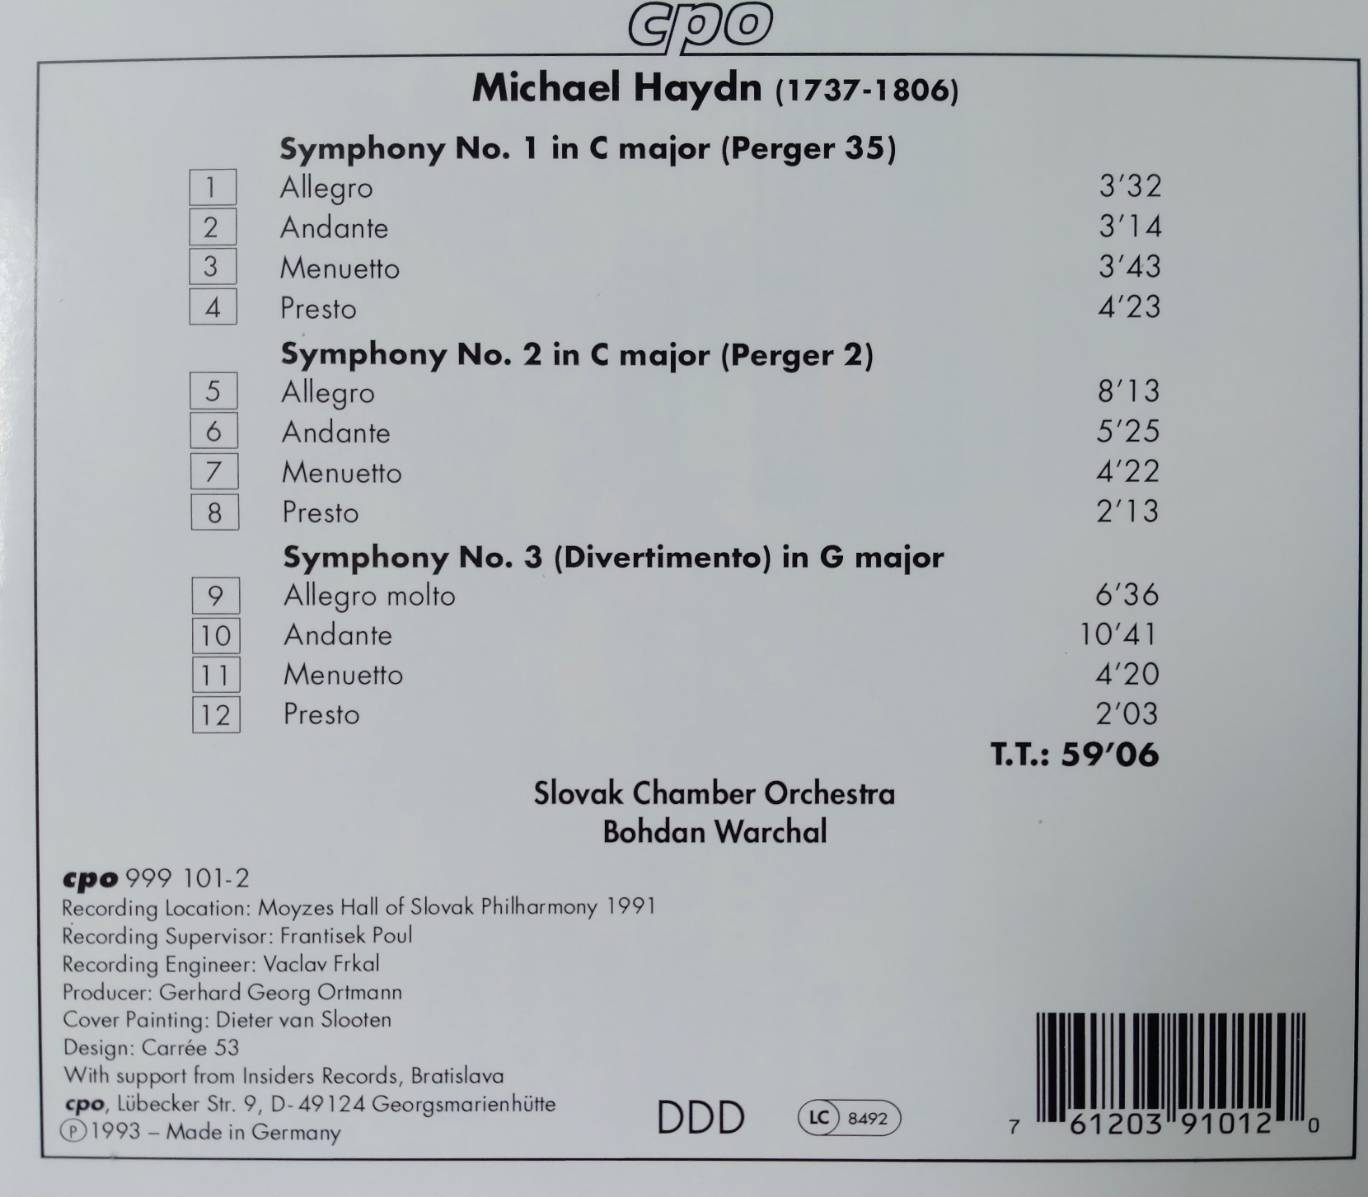 cpo
Michael Haydn (1737-1806)
Symphony No. 1 in C major (Perger 35)
1 Allegro 3'32
2 Andante 3'14
3 Menuetto 3'43
4 Presto 4'23
Symphony No. 2 in C major (Perger 2)
5 Allegro 8'13
6 Andante 5'25
7 Menuetto 4'22
8 Presto 2'13
Symphony No. 3 (Divertimento) in G major
9 Allegro molto 6'36
10 Andante 10'41
11 Menuetto 4'20
12 Presto 2'03
T.T.: 59'06
Slovak Chamber Orchestra
Bohdan Warchal
cpo 999 101-2
Recording Location: Moyzes Hall of Slovak Philharmony 1991
Recording Supervisor: Frantisek Poul
Recording Engineer: Vaclav Frkal
Producer: Gerhard Georg Ortmann
Cover Painting: Dieter van Slooten
Design: Carrée 53
With support from Insiders Records, Bratislava
cpo, Lübecker Str. 9, D-49124 Georgsmarienhütte
℗ 1993 – Made in Germany
DDD
LC 8492
7 61203 91012 0